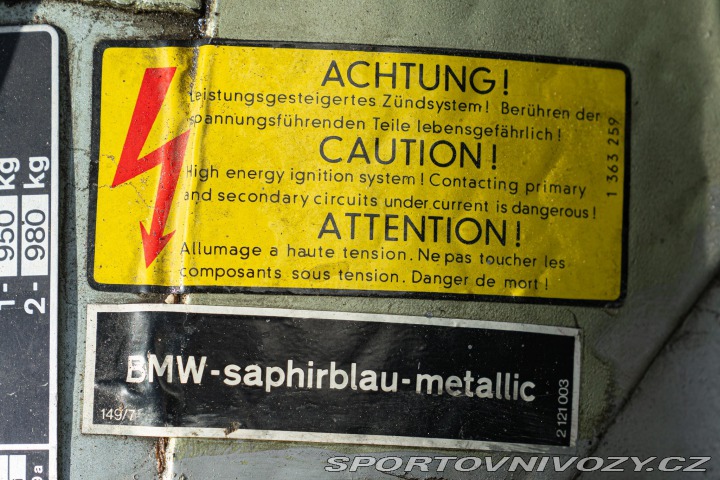 ACHTUNG!
Leistungsgesteigertes Zündsystem! Berühren der
spannungsführenden Teile lebensgefährlich!
CAUTION!
High energy ignition system! Contacting primary
and secondary circuits under current is dangerous!
ATTENTION!
Allumage a haute tension. Ne pas toucher les
composants sous tension. Danger de mort!
1 363 259
BMW-saphirblau-metallic
149/7
2 121 003
1- 950 kg
2- 980 kg
SPORTOVNIVOZY.CZ